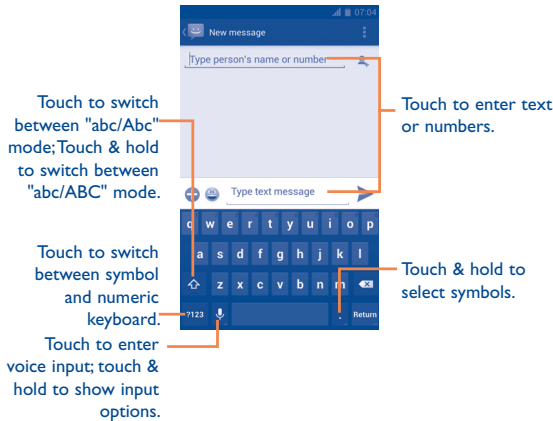 07:04
New message
Type person's name or number
Touch to switch
between "abc/Abc"
mode;Touch & hold
to switch between
"abc/ABC" mode.
Touch to enter text
or numbers.
Type text message
q w e r t y u i o p
a s d f g h j k l
z x c v b n m
?123 . Return
Touch to switch
between symbol
and numeric
keyboard.
Touch & hold to
select symbols.
Touch to enter
voice input; touch &
hold to show input
options.